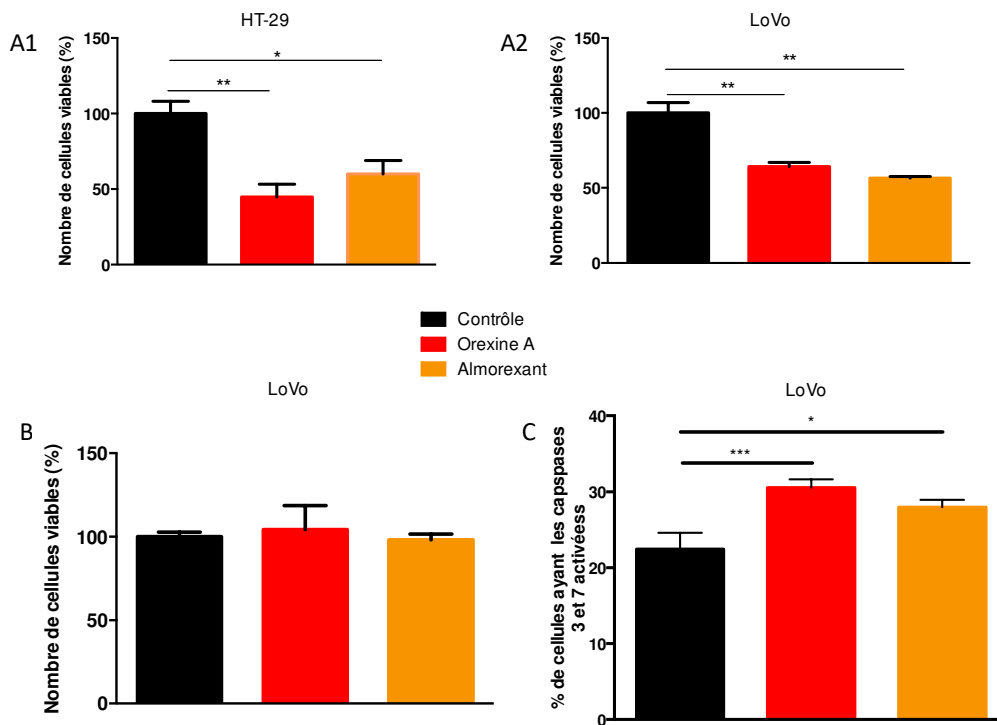 A1
HT-29
Nombre de cellules viables (%)
150
100
50
0
*
**
A2
LoVo
Nombre de cellules viables (%)
150
100
50
0
**
**
Contrôle
Orexine A
Almorexant
B
LoVo
Nombre de cellules viables (%)
150
100
50
0
C
LoVo
% de cellules ayant les capspases
3 et 7 activéess
40
30
20
10
0
*
***